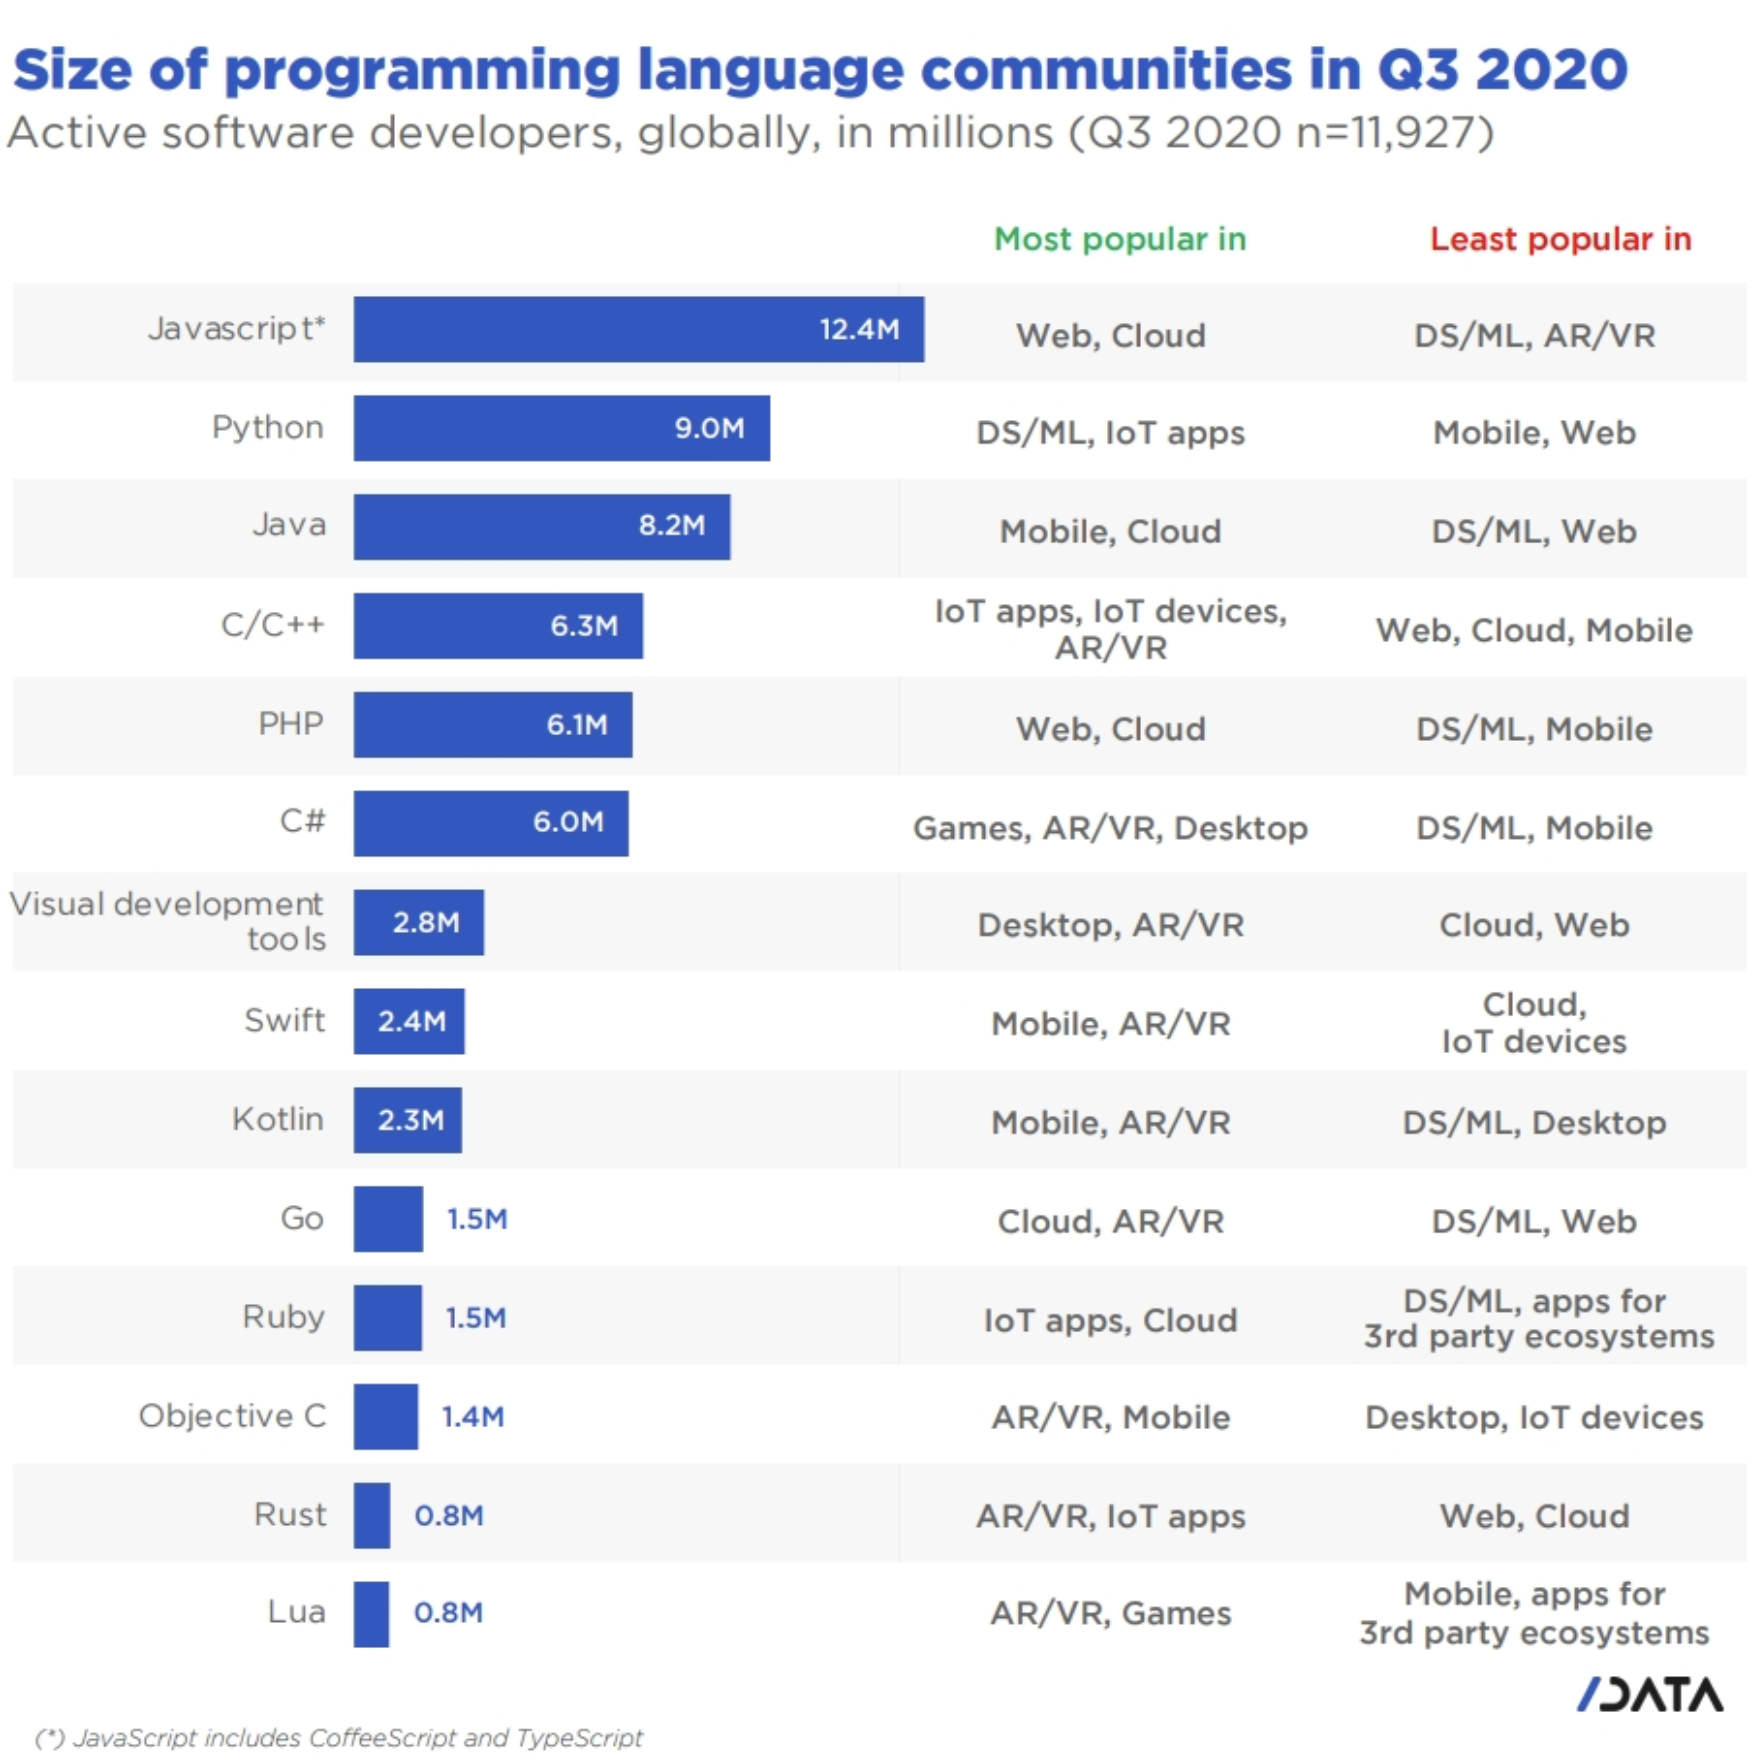 Size of programming language communities in Q3 2020
Active software developers, globally, in millions (Q3 2020 n=11,927)
Most popular in
Least popular in
Javascript*
12.4M
Web, Cloud
DS/ML, AR/VR
Python
9.0M
DS/ML, IoT apps
Mobile, Web
Java
8.2M
Mobile, Cloud
DS/ML, Web
C/C++
6.3M
IoT apps, IoT devices,
AR/VR
Web, Cloud, Mobile
PHP
6.1M
Web, Cloud
DS/ML, Mobile
C#
6.0M
Games, AR/VR, Desktop
DS/ML, Mobile
Visual development
tools
2.8M
Desktop, AR/VR
Cloud, Web
Swift
2.4M
Mobile, AR/VR
Cloud,
IoT devices
Kotlin
2.3M
Mobile, AR/VR
DS/ML, Desktop
Go
1.5M
Cloud, AR/VR
DS/ML, Web
Ruby
1.5M
IoT apps, Cloud
DS/ML, apps for
3rd party ecosystems
Objective C
1.4M
AR/VR, Mobile
Desktop, IoT devices
Rust
0.8M
AR/VR, IoT apps
Web, Cloud
Lua
0.8M
AR/VR, Games
Mobile, apps for
3rd party ecosystems
/DATA
(*) JavaScript includes CoffeeScript and TypeScript